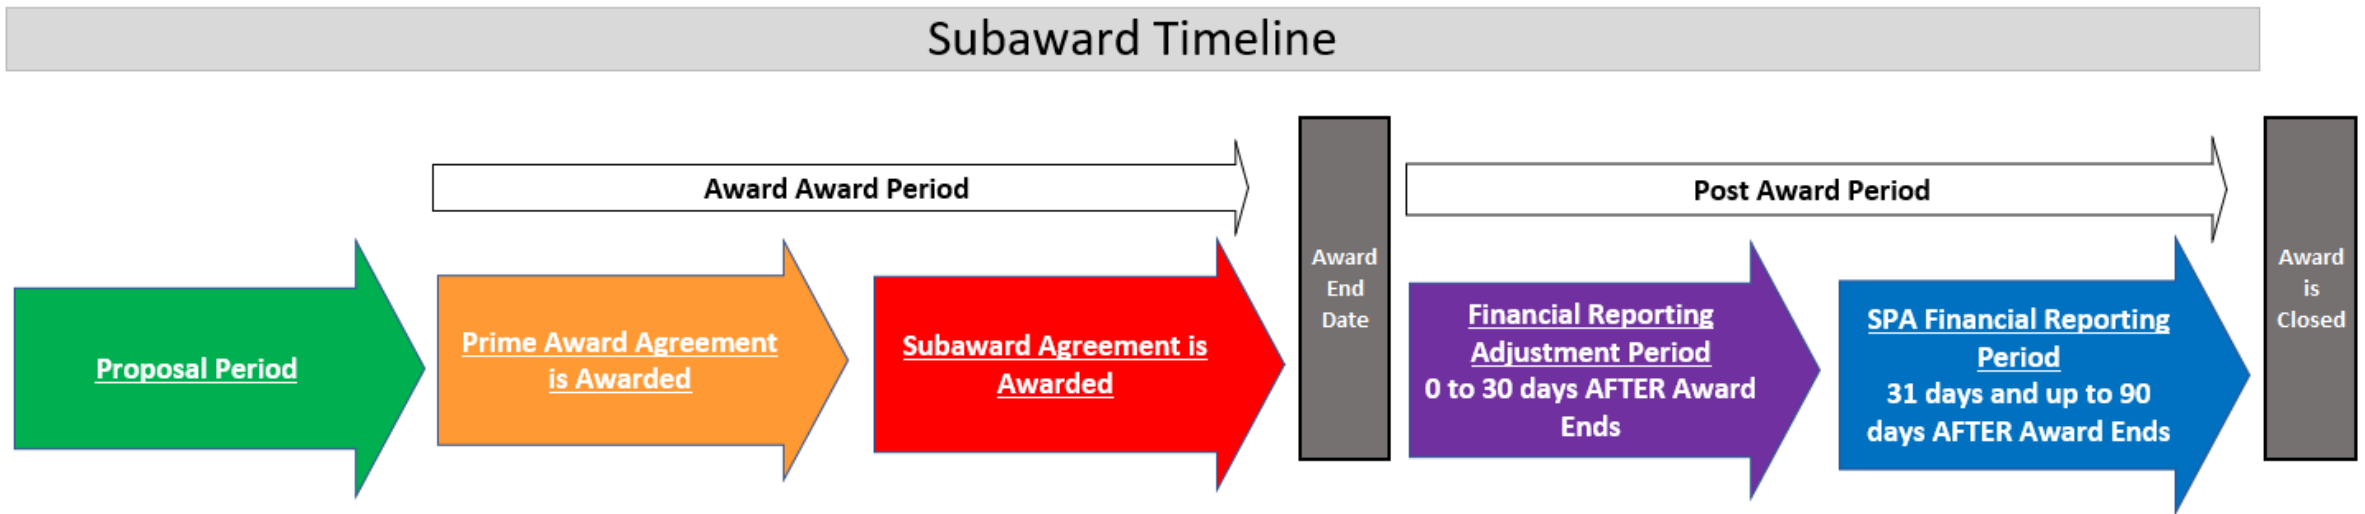 Subaward Timeline
Award Award Period
Post Award Period
Proposal Period
Prime Award Agreement
is Awarded
Subaward Agreement is
Awarded
Award
End
Date
Financial Reporting
Adjustment Period
0 to 30 days AFTER Award
Ends
SPA Financial Reporting
Period
31 days and up to 90
days AFTER Award Ends
Award
is
Closed